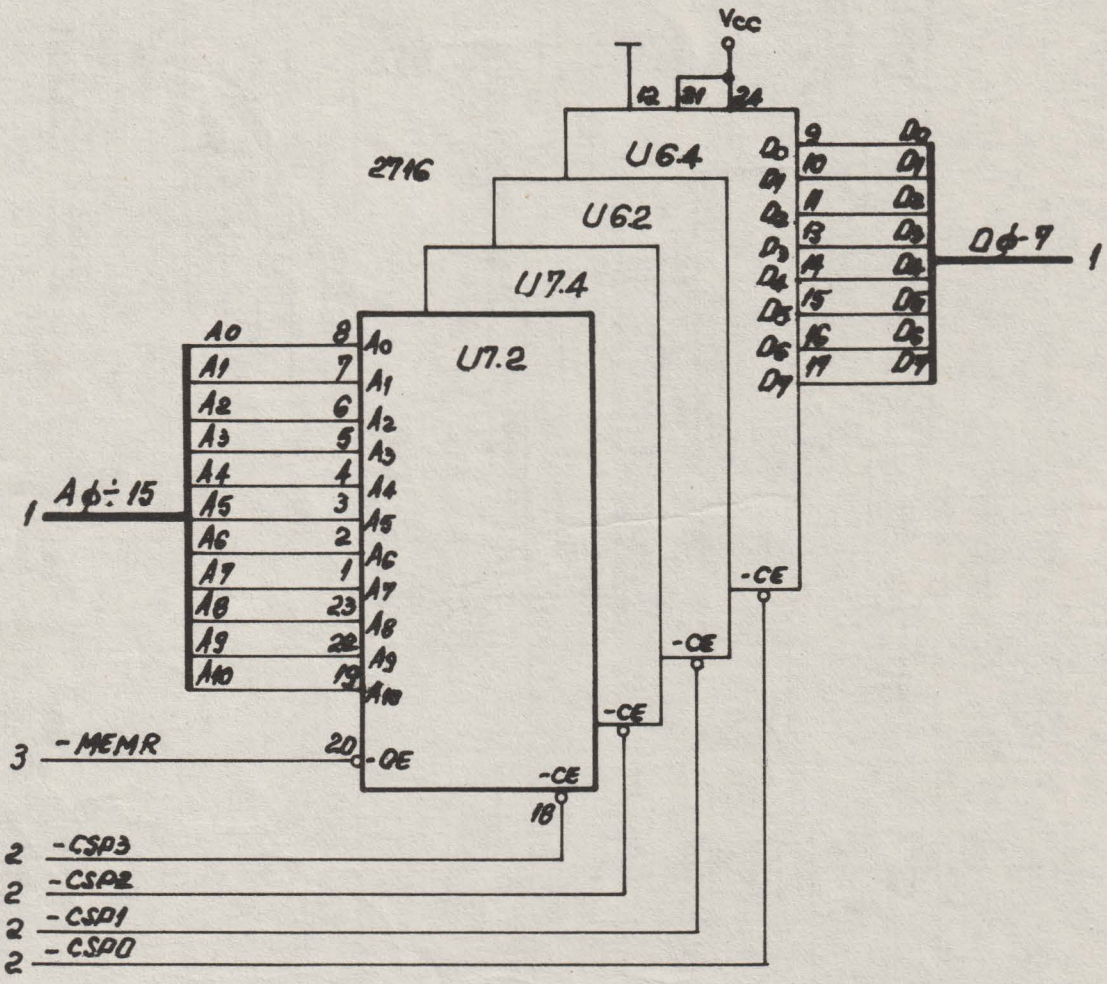 Vcc
12 21 24
U6.4
2716
U62
U7.4
U7.2
D0 9 D0
D1 10 D1
D2 11 D2
D3 13 D3
D4 14 D4
D5 15 D5
D6 16 D6
D7 17 D7
Dϕ-7 1
A0 8 A0
A1 7 A1
A2 6 A2
A3 5 A3
A4 4 A4
A5 3 A5
A6 2 A6
A7 1 A7
A8 23 A8
A9 22 A9
A10 19 A10
1 Aϕ÷15
-CE
-CE
-CE
3 -MEMR 20 -OE
-CE
18
2 -CSP3
2 -CSP2
2 -CSP1
2 -CSP0